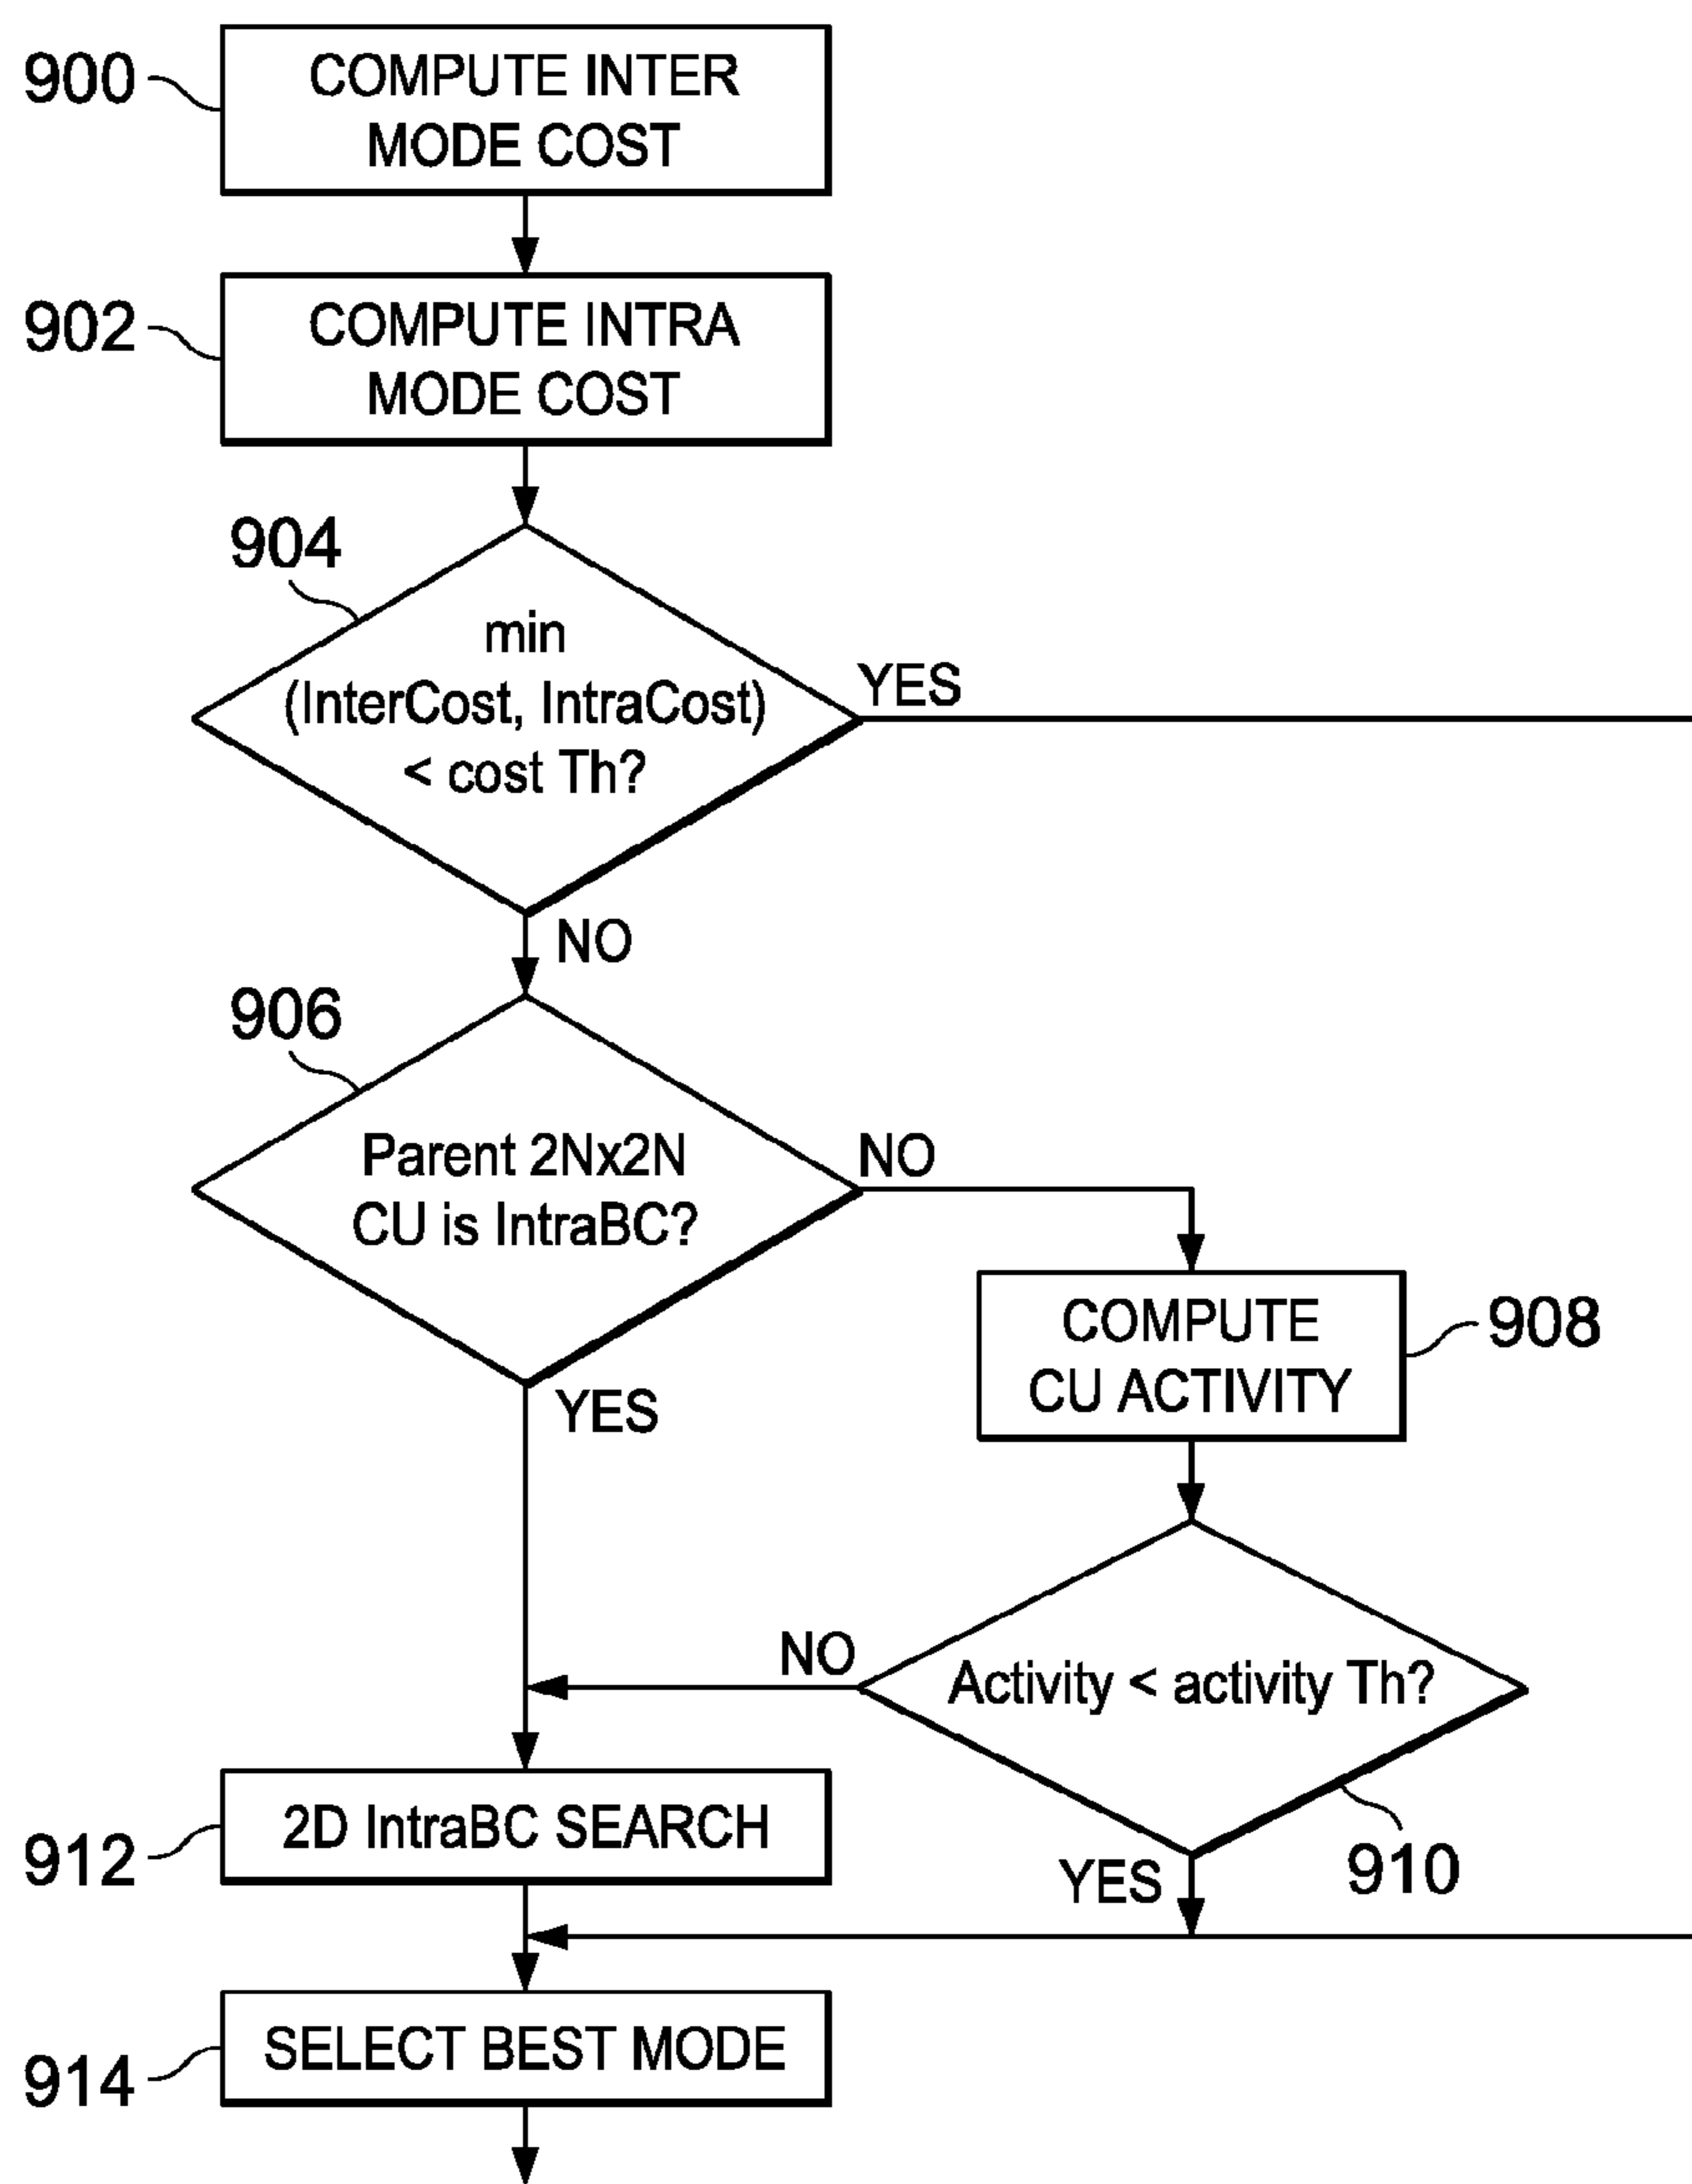 900
COMPUTE INTER
MODE COST
902
COMPUTE INTRA
MODE COST
904
min
(InterCost, IntraCost)
< cost Th?
YES
NO
906
Parent 2Nx2N
CU is IntraBC?
NO
YES
COMPUTE
CU ACTIVITY
908
Activity < activity Th?
NO
YES
910
912
2D IntraBC SEARCH
914
SELECT BEST MODE